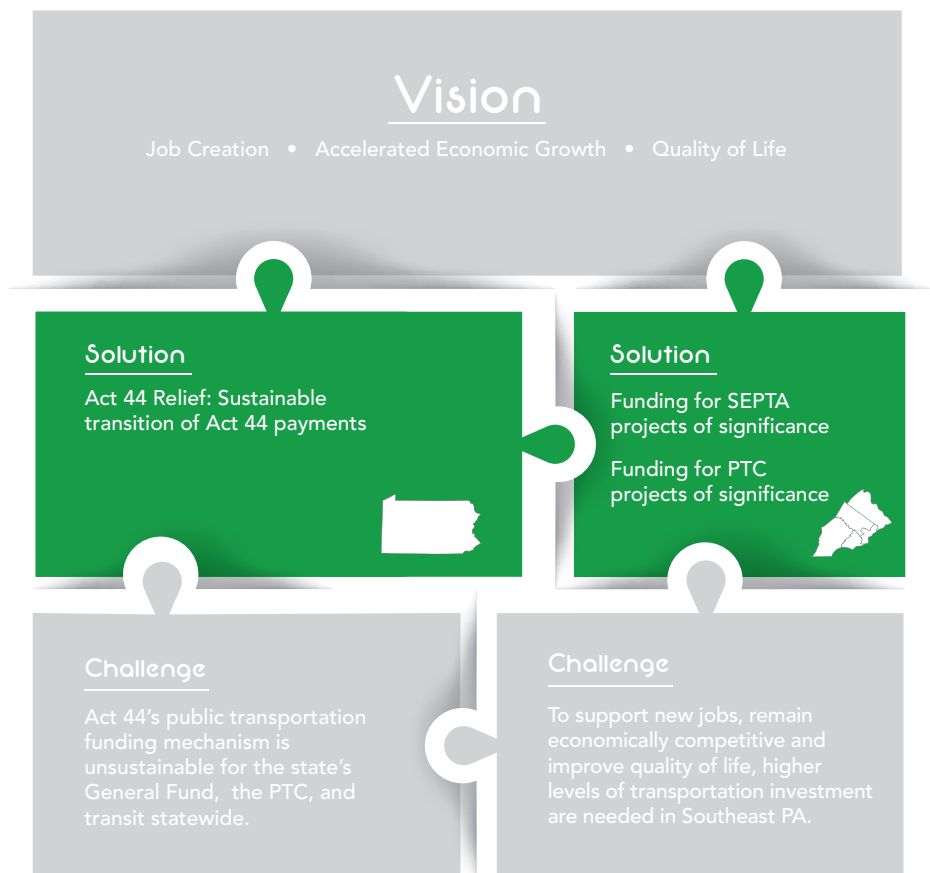 Vision
Job Creation • Accelerated Economic Growth • Quality of Life
Solution
Act 44 Relief: Sustainable
transition of Act 44 payments
Solution
Funding for SEPTA
projects of significance
Funding for PTC
projects of significance
Challenge
Act 44’s public transportation
funding mechanism is
unsustainable for the state’s
General Fund,  the PTC, and
transit statewide.
Challenge
To support new jobs, remain
economically competitive and
improve quality of life, higher
levels of transportation investment
are needed in Southeast PA.